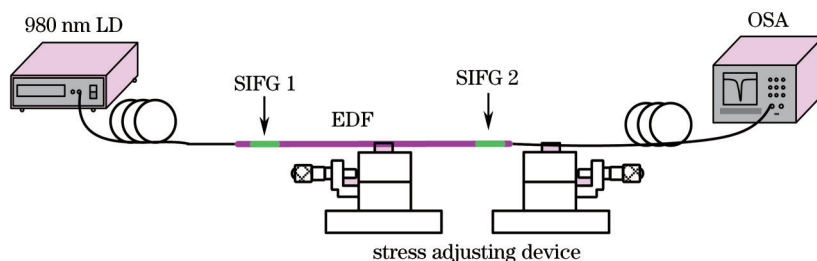 980 nm LD
OSA
SIFG 1
SIFG 2
EDF
stress adjusting device